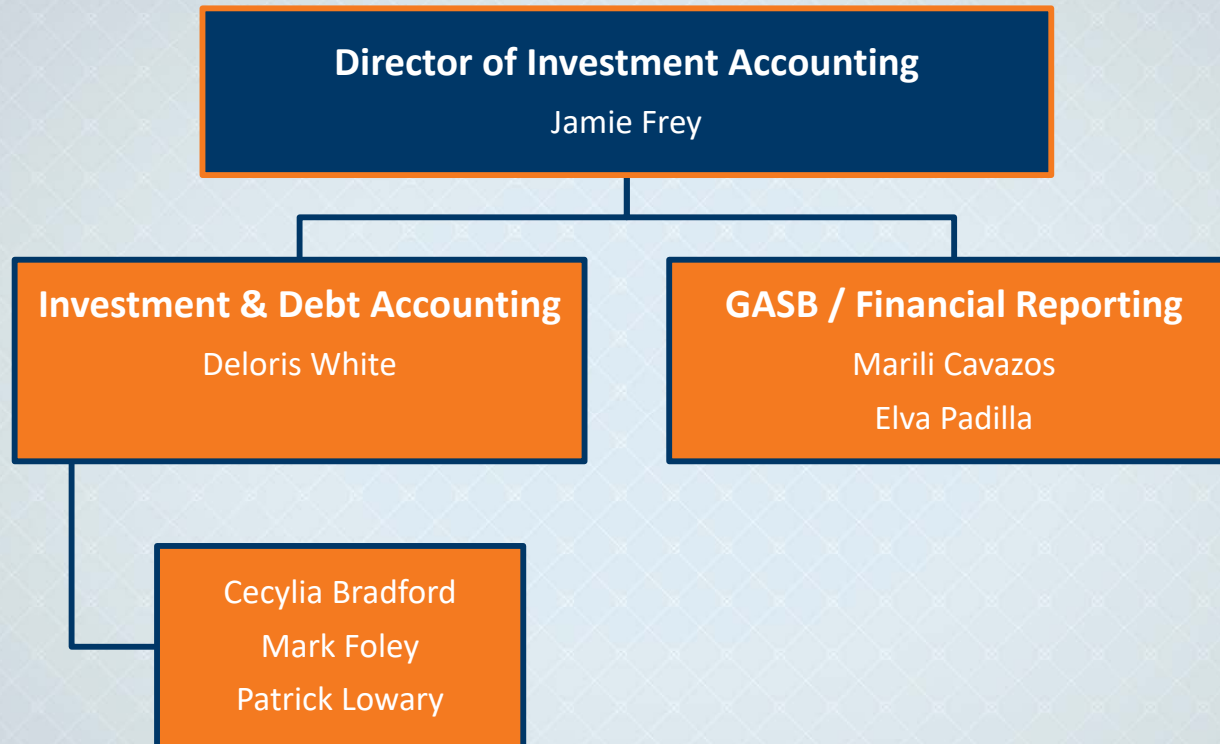 Director of Investment Accounting
Jamie Frey
Investment & Debt Accounting
Deloris White
GASB / Financial Reporting
Marili Cavazos
Elva Padilla
Cecylia Bradford
Mark Foley
Patrick Lowary